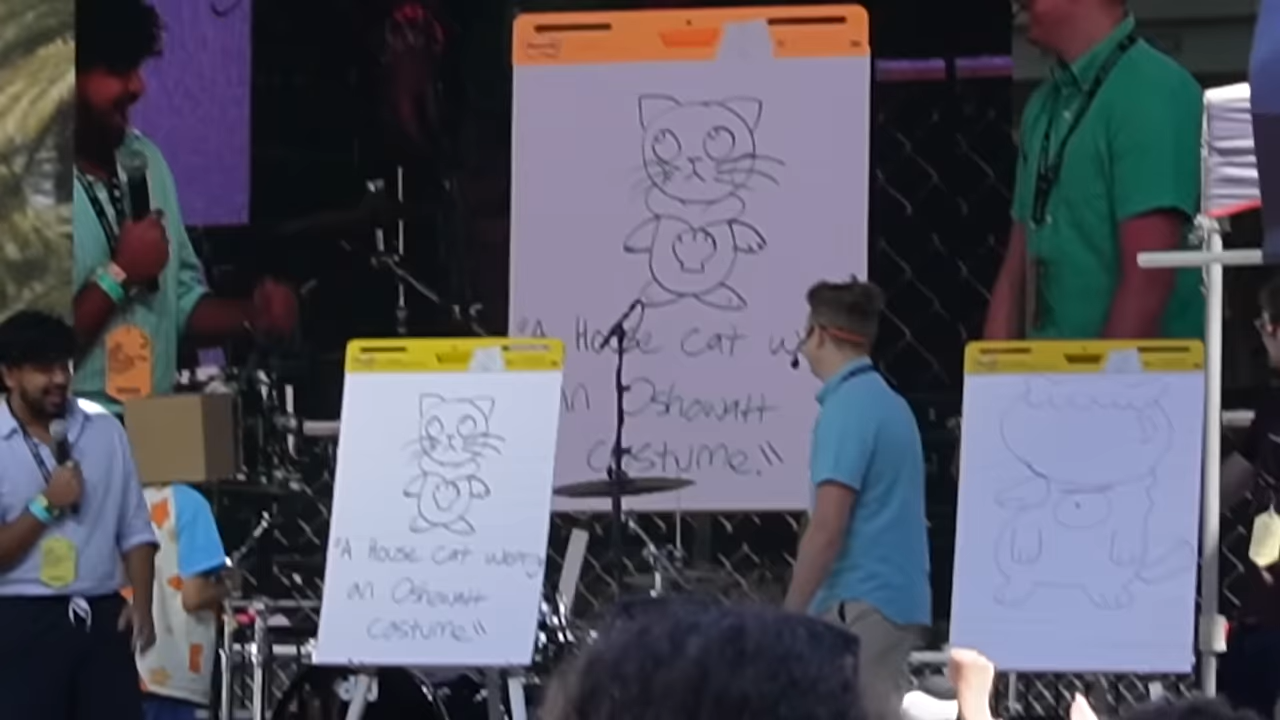 "A House cat w
an Oshawatt
costume."
"A House cat wearing
an Oshawatt
costume."